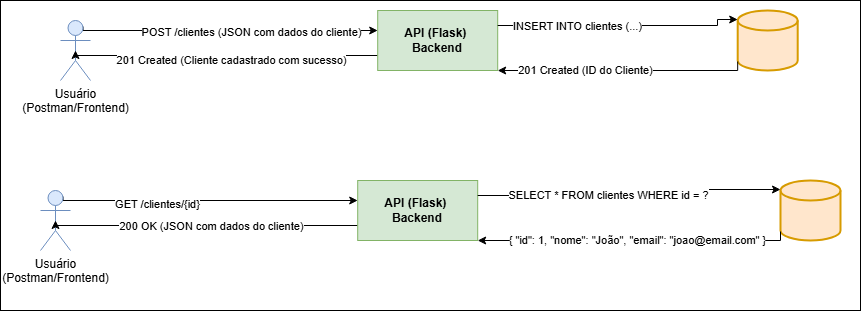 POST /clientes (JSON com dados do cliente)
API (Flask)
Backend
INSERT INTO clientes (...)
201 Created (Cliente cadastrado com sucesso)
201 Created (ID do Cliente)
Usuário
(Postman/Frontend)
GET /clientes/{id}
API (Flask)
Backend
SELECT * FROM clientes WHERE id = ?
200 OK (JSON com dados do cliente)
{ "id": 1, "nome": "João", "email": "joao@email.com" }
Usuário
(Postman/Frontend)